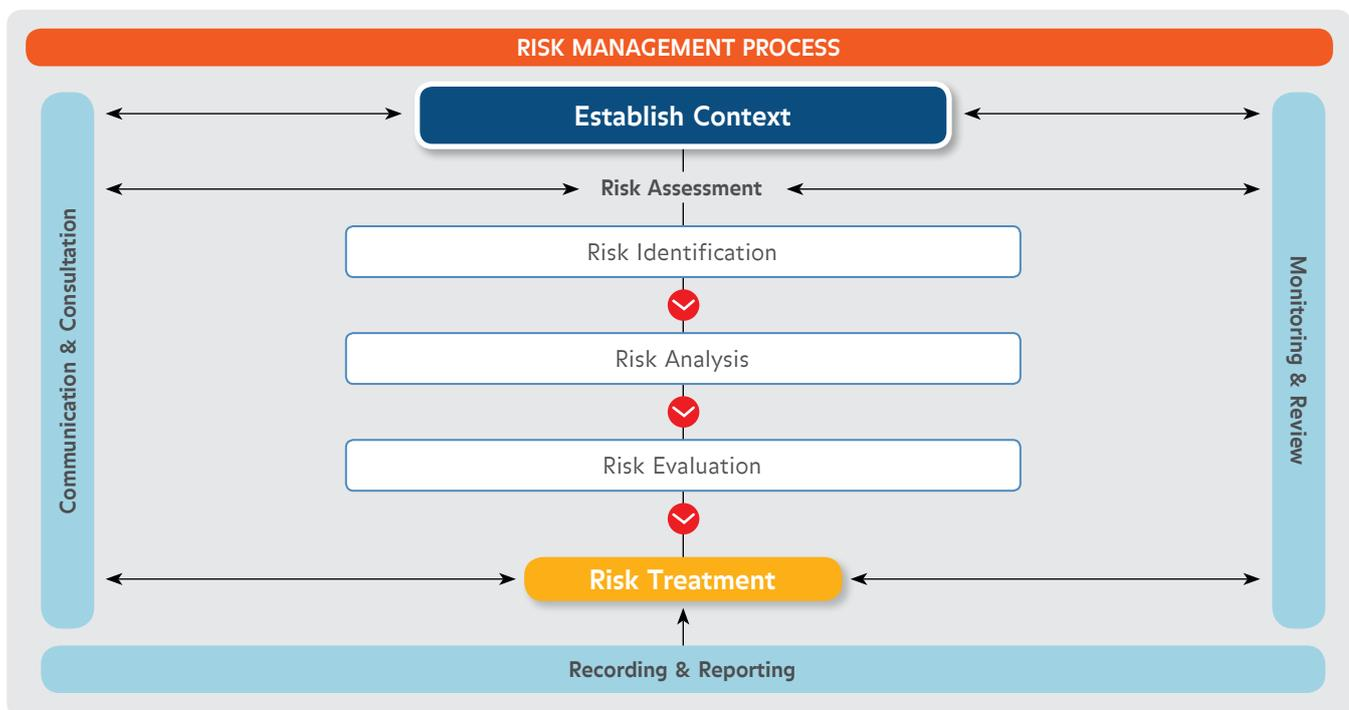 RISK MANAGEMENT PROCESS
Establish Context
Risk Assessment
Communication & Consultation
Risk Identification
Monitoring & Review
Risk Analysis
Risk Evaluation
Risk Treatment
Recording & Reporting